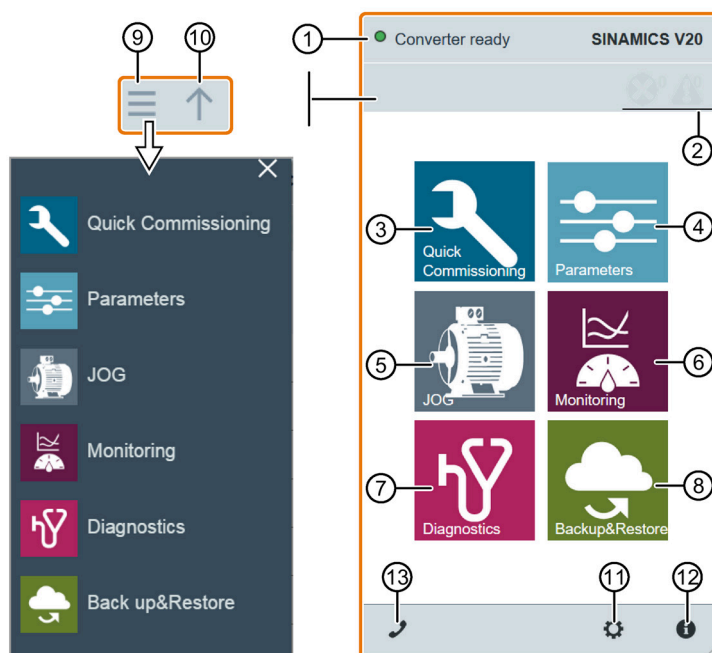 9
10
1
Converter ready
SINAMICS V20
2
Quick Commissioning
Parameters
JOG
Monitoring
Diagnostics
Back up&Restore
3
Quick
Commissioning
4
Parameters
5
JOG
6
Monitoring
7
Diagnostics
8
Backup&Restore
13
11
12